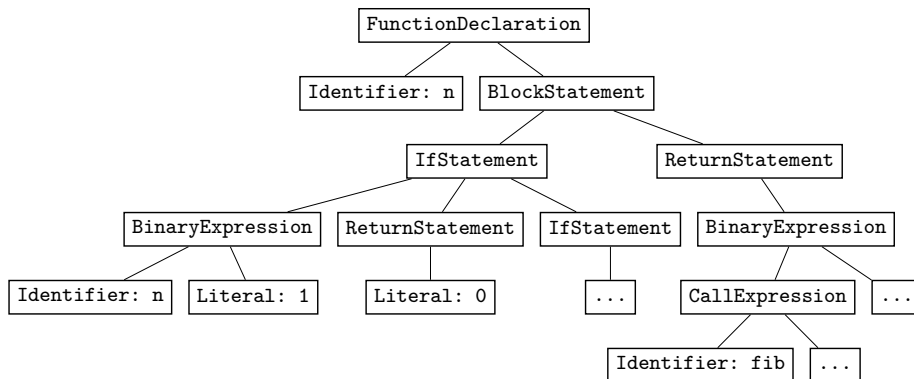 FunctionDeclaration
Identifier: n
BlockStatement
IfStatement
ReturnStatement
BinaryExpression
ReturnStatement
IfStatement
BinaryExpression
Identifier: n
Literal: 1
Literal: 0
...
CallExpression
...
Identifier: fib
...